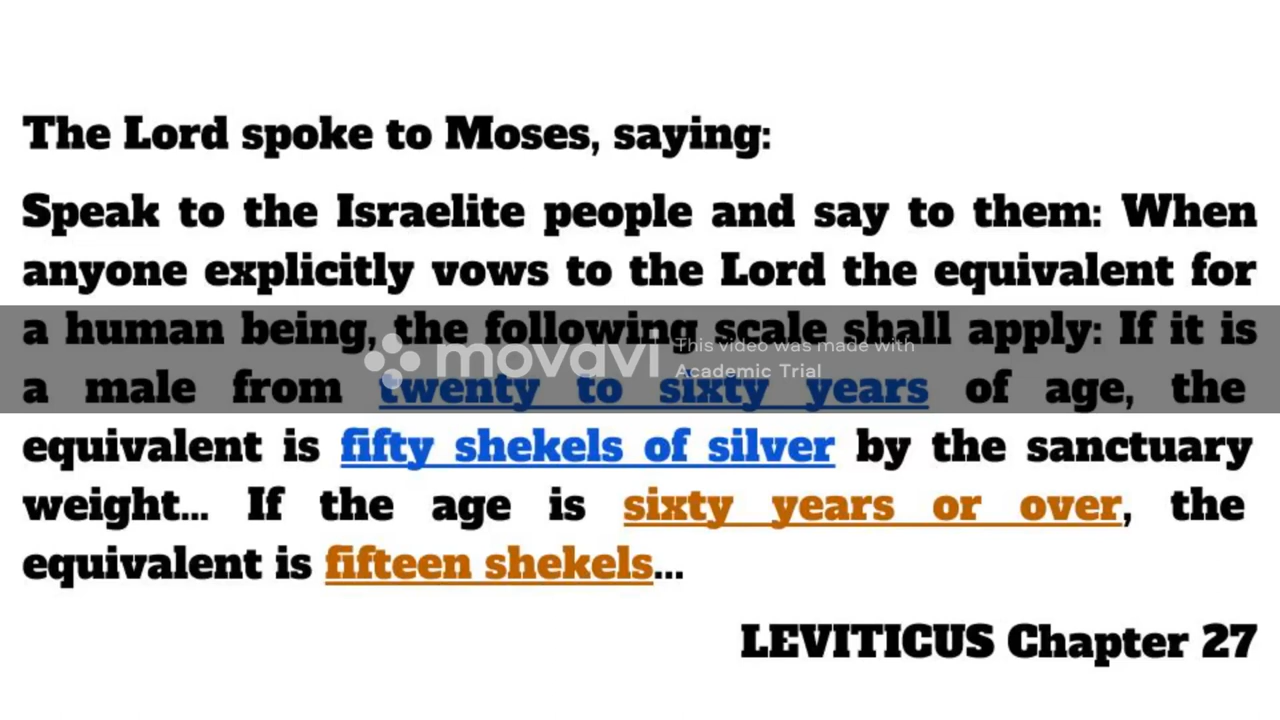 The Lord spoke to Moses, saying:
Speak to the Israelite people and say to them: When
anyone explicitly vows to the Lord the equivalent for
a human being, the following scale shall apply: If it is
movavi
This video was made with
Academic Trial
a male from twenty to sixty years of age, the
equivalent is fifty shekels of silver by the sanctuary
weight... If the age is sixty years or over, the
equivalent is fifteen shekels...
LEVITICUS Chapter 27